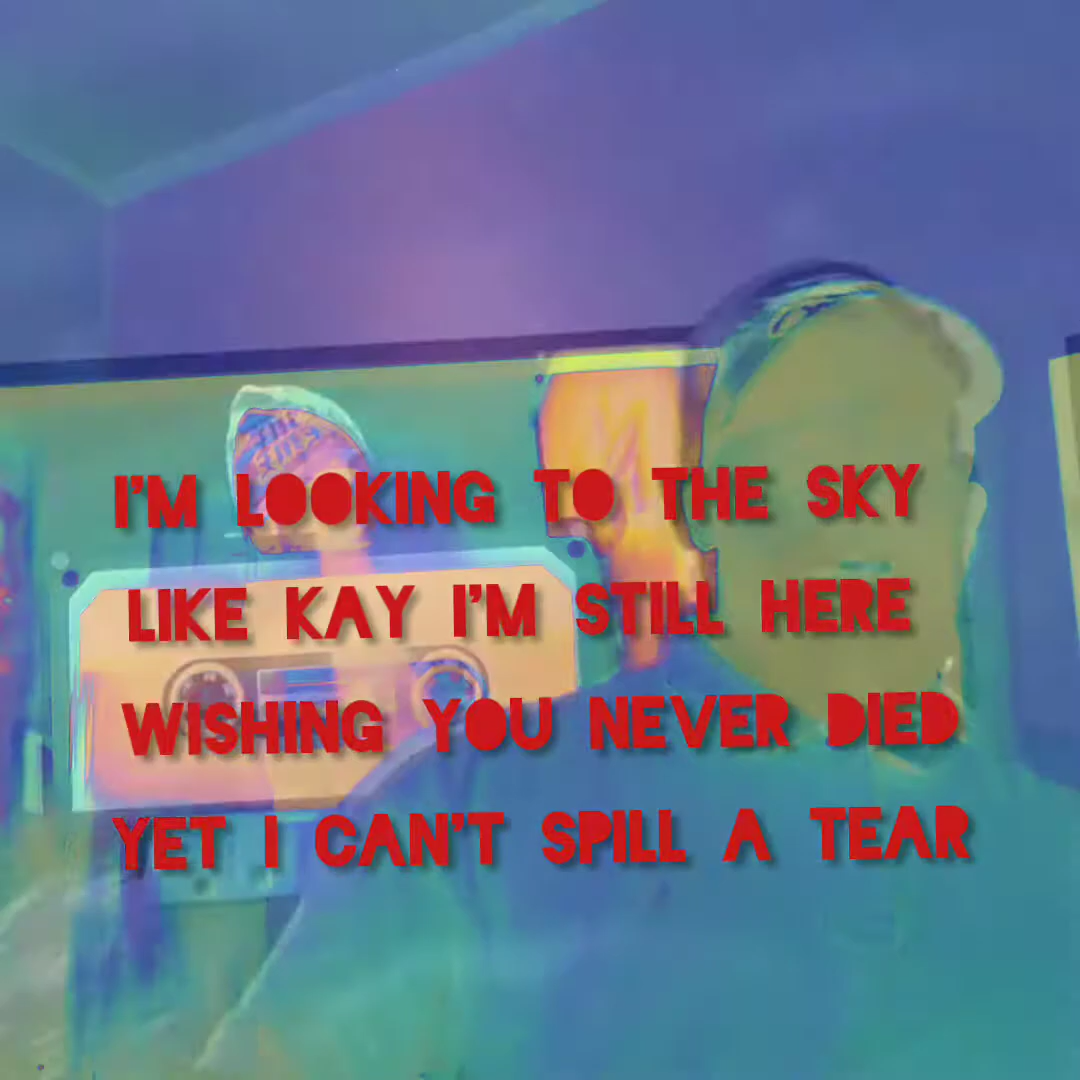 I'M LOOKING TO THE SKY
LIKE KAY I'M STILL HERE
WISHING YOU NEVER DIED
YET I CAN'T SPILL A TEAR